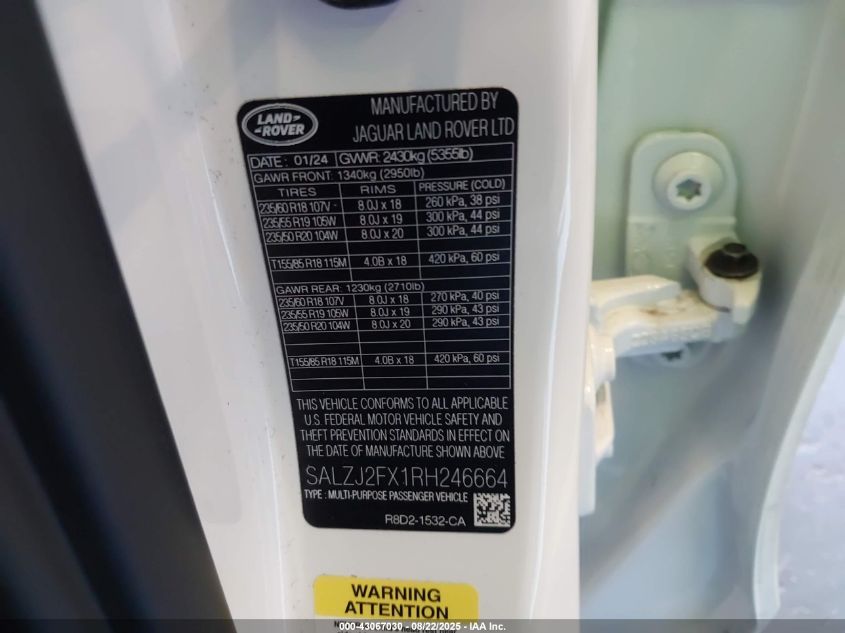 LAND
ROVER
MANUFACTURED BY
JAGUAR LAND ROVER LTD
DATE: 01/24 GVWR: 2430kg (5355lb)
GAWR FRONT: 1340kg (2950lb)
TIRES RIMS PRESSURE (COLD)
235/60 R18 107V 8.0J x 18 260 kPa, 38 psi
235/55 R19 105W 8.0J x 19 300 kPa, 44 psi
235/50 R20 104W 8.0J x 20 300 kPa, 44 psi
T155/85 R18 115M 4.0B x 18 420 kPa, 60 psi
GAWR REAR: 1230kg (2710lb)
235/60 R18 107V 8.0J x 18 270 kPa, 40 psi
235/55 R19 105W 8.0J x 19 290 kPa, 43 psi
235/50 R20 104W 8.0J x 20 290 kPa, 43 psi
T155/85 R18 115M 4.0B x 18 420 kPa, 60 psi
THIS VEHICLE CONFORMS TO ALL APPLICABLE
U.S. FEDERAL MOTOR VEHICLE SAFETY AND
THEFT PREVENTION STANDARDS IN EFFECT ON
THE DATE OF MANUFACTURE SHOWN ABOVE
SALZJ2FX1RH246664
TYPE : MULTI-PURPOSE PASSENGER VEHICLE
R8D2-1532-CA
WARNING
ATTENTION
000-43067030 - 08/22/2025 - IAA Inc.